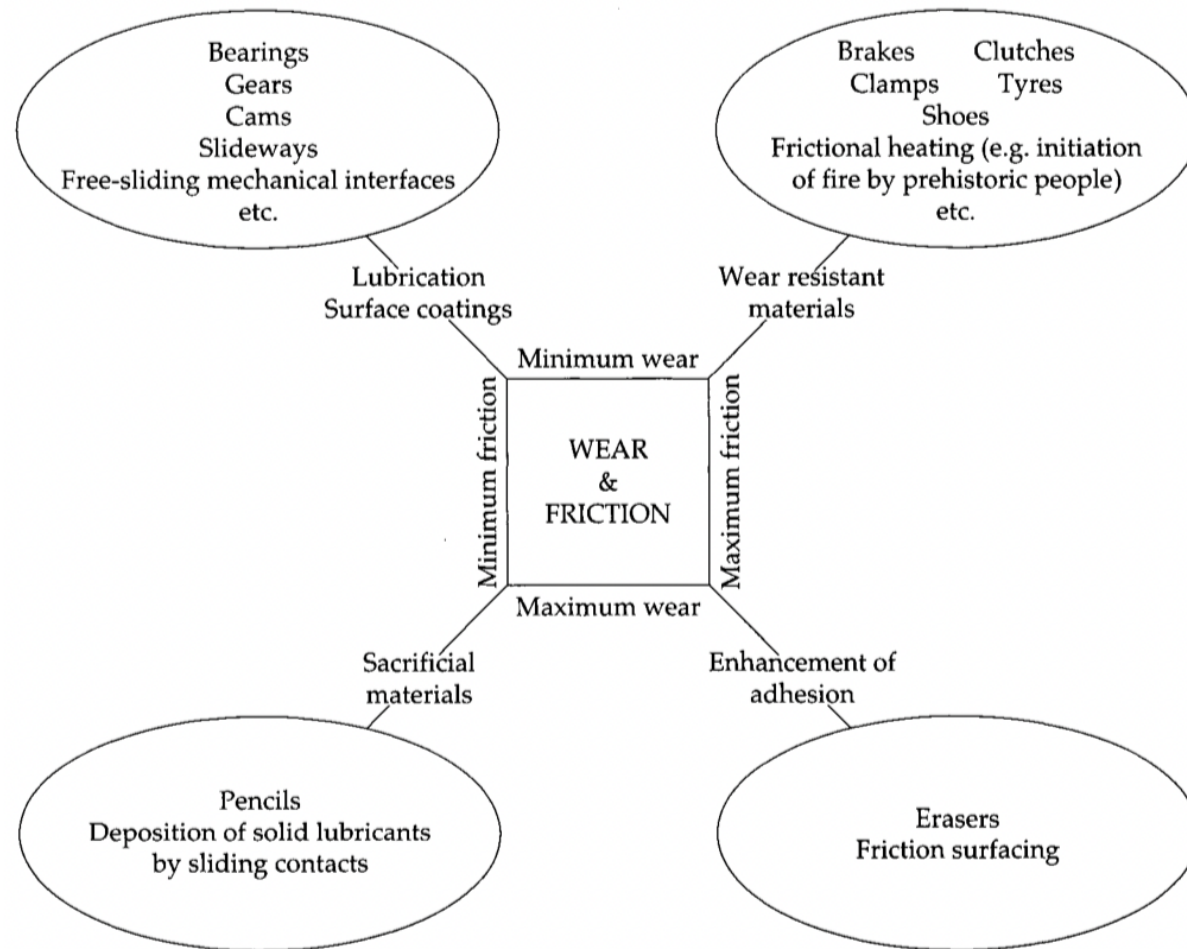 Bearings
Gears
Cams
Slideways
Free-sliding mechanical interfaces
etc.
Brakes Clutches
Clamps Tyres
Shoes
Frictional heating (e.g. initiation
of fire by prehistoric people)
etc.
Lubrication
Surface coatings
Wear resistant
materials
Minimum wear
Minimum friction
WEAR
&
FRICTION
Maximum friction
Maximum wear
Sacrificial
materials
Enhancement of
adhesion
Pencils
Deposition of solid lubricants
by sliding contacts
Erasers
Friction surfacing